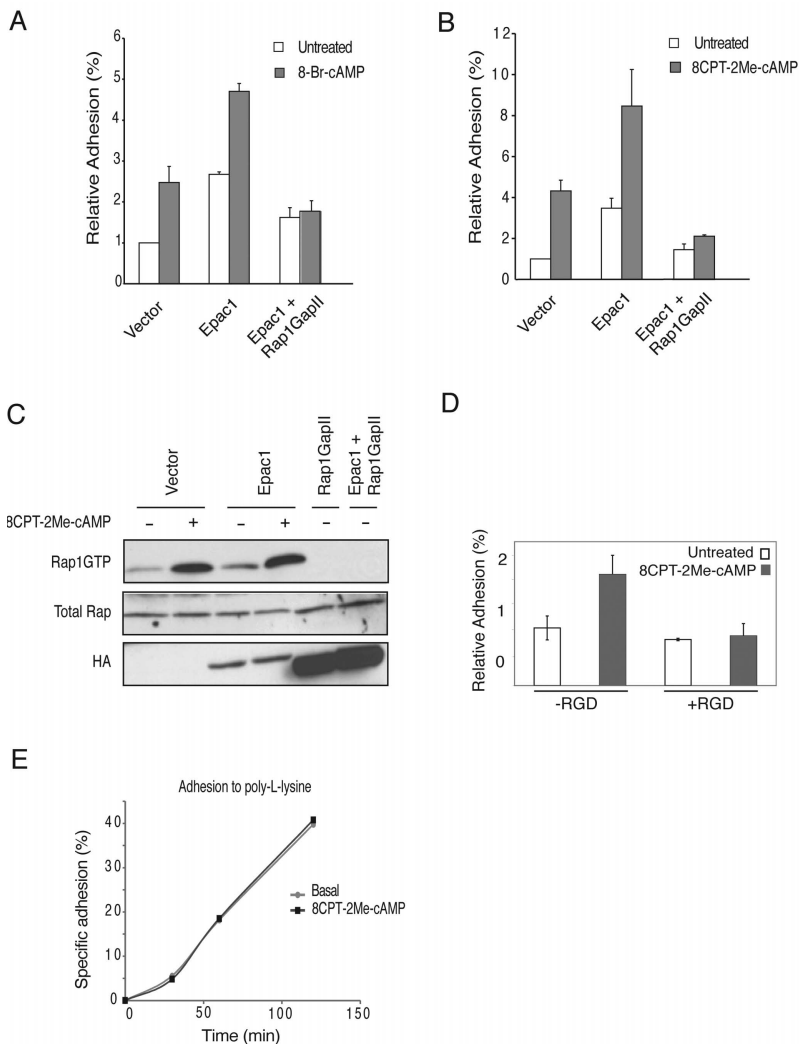 A
Relative Adhesion (%)
6
5
4
3
2
1
0
Untreated
8-Br-cAMP
Vector
Epac1
Epac1 +
Rap1GapII
B
Relative Adhesion (%)
12
10
8
6
4
2
0
Untreated
8CPT-2Me-cAMP
Vector
Epac1
Epac1 +
Rap1GapII
C
Vector
Epac1
Rap1GapII
Epac1 +
Rap1GapII
8CPT-2Me-cAMP – + – + – –
Rap1GTP
Total Rap
HA
D
Relative Adhesion (%)
2
1
0
Untreated
8CPT-2Me-cAMP
-RGD +RGD
E
Adhesion to poly-L-lysine
Specific adhesion (%)
40
30
20
10
0
Basal
8CPT-2Me-cAMP
0 50 100 150
Time (min)